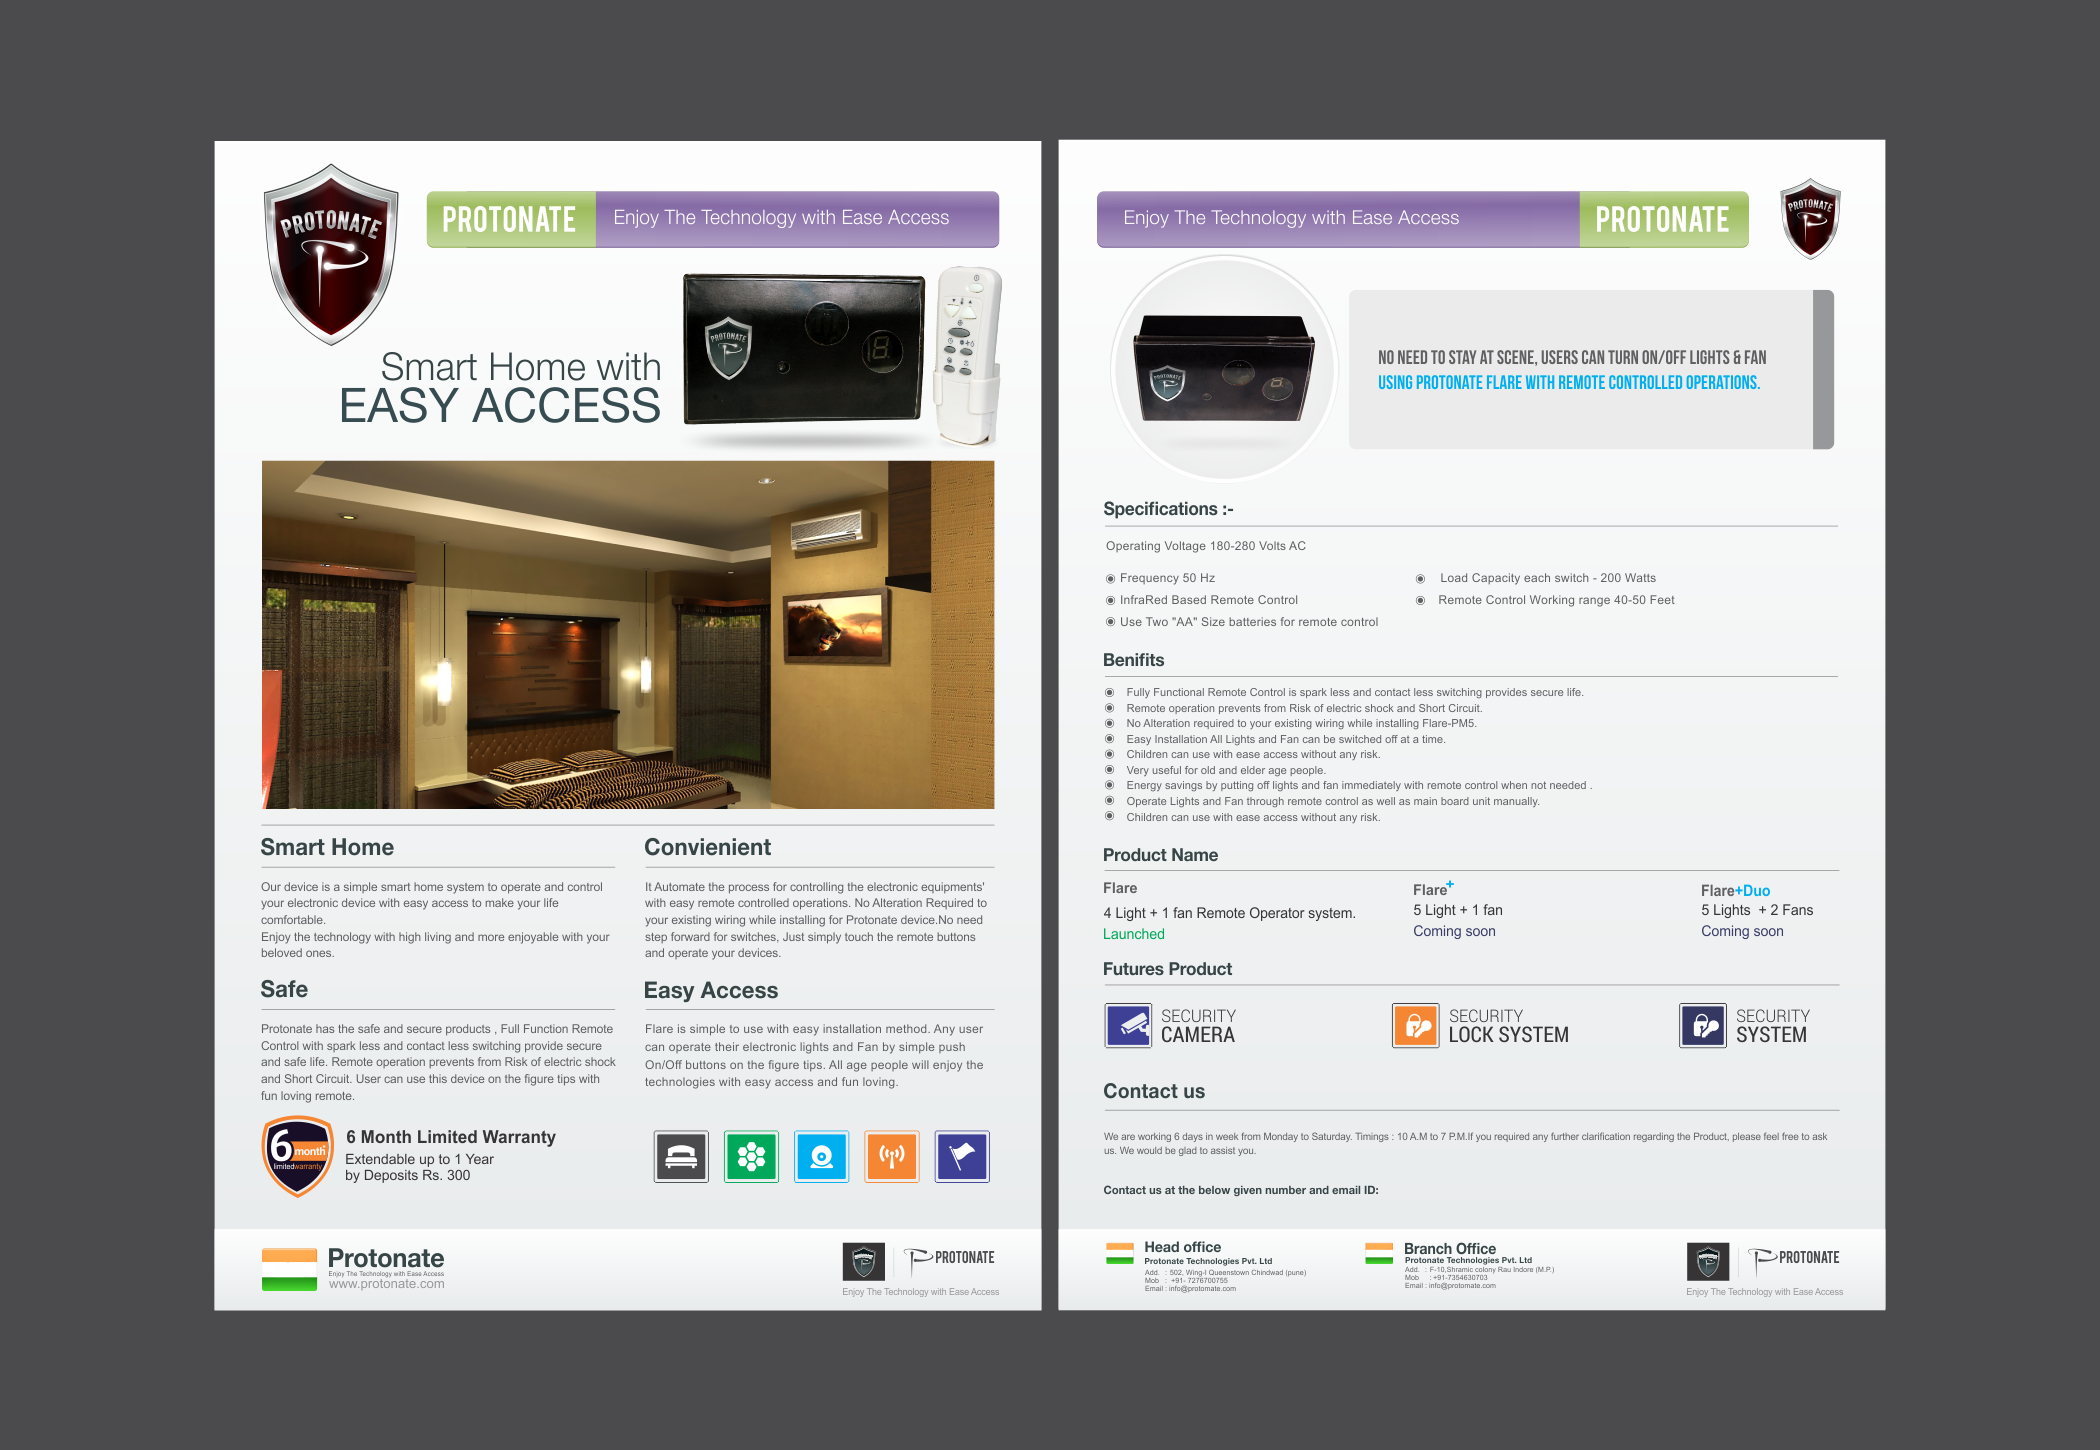 PROTONATE
PROTONATE
Enjoy The Technology with Ease Access
Smart Home with
EASY ACCESS
PROTONATE
Smart Home
Our device is a simple smart home system to operate and control
your electronic device with easy access to make your life
comfortable.
Enjoy the technology with high living and more enjoyable with your
beloved ones.
Convienient
It Automate the process for controlling the electronic equipments'
with easy remote controlled operations. No Alteration Required to
your existing wiring while installing for Protonate device.No need
step forward for switches, Just simply touch the remote buttons
and operate your devices.
Safe
Protonate has the safe and secure products , Full Function Remote
Control with spark less and contact less switching provide secure
and safe life. Remote operation prevents from Risk of electric shock
and Short Circuit. User can use this device on the figure tips with
fun loving remote.
Easy Access
Flare is simple to use with easy installation method. Any user
can operate their electronic lights and Fan by simple push
On/Off buttons on the figure tips. All age people will enjoy the
technologies with easy access and fun loving.
6 month
limitedwarranty
6 Month Limited Warranty
Extendable up to 1 Year
by Deposits Rs. 300
Protonate
Enjoy The Technology with Ease Access
www.protonate.com
PROTONATE
Enjoy The Technology with Ease Access
Enjoy The Technology with Ease Access
PROTONATE
PROTONATE
PROTONATE
NO NEED TO STAY AT SCENE, USERS CAN TURN ON/OFF LIGHTS & FAN
USING PROTONATE FLARE WITH REMOTE CONTROLLED OPERATIONS.
Specifications :-
Operating Voltage 180-280 Volts AC
Frequency 50 Hz
InfraRed Based Remote Control
Use Two "AA" Size batteries for remote control
Load Capacity each switch - 200 Watts
Remote Control Working range 40-50 Feet
Benifits
Fully Functional Remote Control is spark less and contact less switching provides secure life.
Remote operation prevents from Risk of electric shock and Short Circuit.
No Alteration required to your existing wiring while installing Flare-PM5.
Easy Installation All Lights and Fan can be switched off at a time.
Children can use with ease access without any risk.
Very useful for old and elder age people.
Energy savings by putting off lights and fan immediately with remote control when not needed .
Operate Lights and Fan through remote control as well as main board unit manually.
Children can use with ease access without any risk.
Product Name
Flare
4 Light + 1 fan Remote Operator system.
Launched
Flare+
5 Light + 1 fan
Coming soon
Flare+Duo
5 Lights + 2 Fans
Coming soon
Futures Product
SECURITY
CAMERA
SECURITY
LOCK SYSTEM
SECURITY
SYSTEM
Contact us
We are working 6 days in week from Monday to Saturday. Timings : 10 A.M to 7 P.M.If you required any further clarification regarding the Product, please feel free to ask
us. We would be glad to assist you.
Contact us at the below given number and email ID:
Head office
Protonate Technologies Pvt. Ltd
Add. : 502, Wing-I Queenstown Chindwad (pune)
Mob : +91- 7276700755
Email : info@protomate.com
Branch Office
Protonate Technologies Pvt. Ltd
Add. : F-10,Shramic colony Rau Indore (M.P.)
Mob : +91-7354630703
Email : info@protomate.com
PROTONATE
Enjoy The Technology with Ease Access